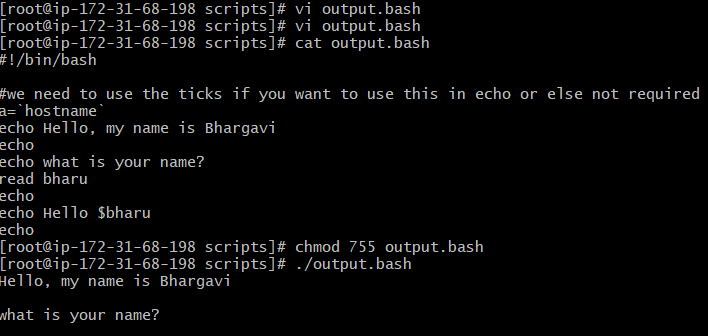 [root@ip-172-31-68-198 scripts]# vi output.bash
[root@ip-172-31-68-198 scripts]# vi output.bash
[root@ip-172-31-68-198 scripts]# cat output.bash
#!/bin/bash

#we need to use the ticks if you want to use this in echo or else not required
a=`hostname`
echo Hello, my name is Bhargavi
echo
echo what is your name?
read bharu
echo
echo Hello $bharu
echo
[root@ip-172-31-68-198 scripts]# chmod 755 output.bash
[root@ip-172-31-68-198 scripts]# ./output.bash
Hello, my name is Bhargavi

what is your name?